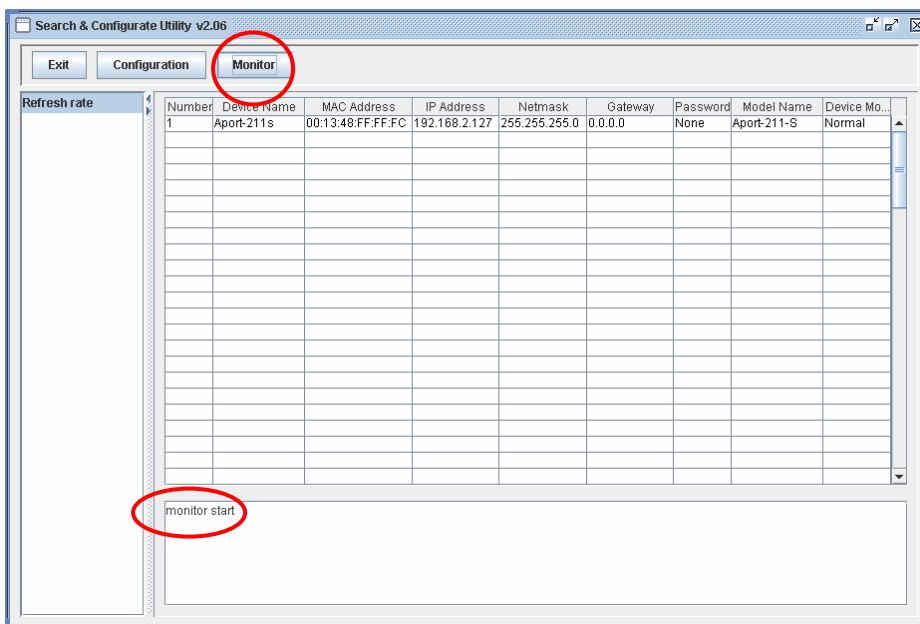 Search & Configurate Utility v2.06
Exit Configuration Monitor
Refresh rate
Number Device Name MAC Address IP Address Netmask Gateway Password Model Name Device Mo...
1 Aport-211s 00:13:48:FF:FF:FC 192.168.2.127 255.255.255.0 0.0.0.0 None Aport-211-S Normal
monitor start